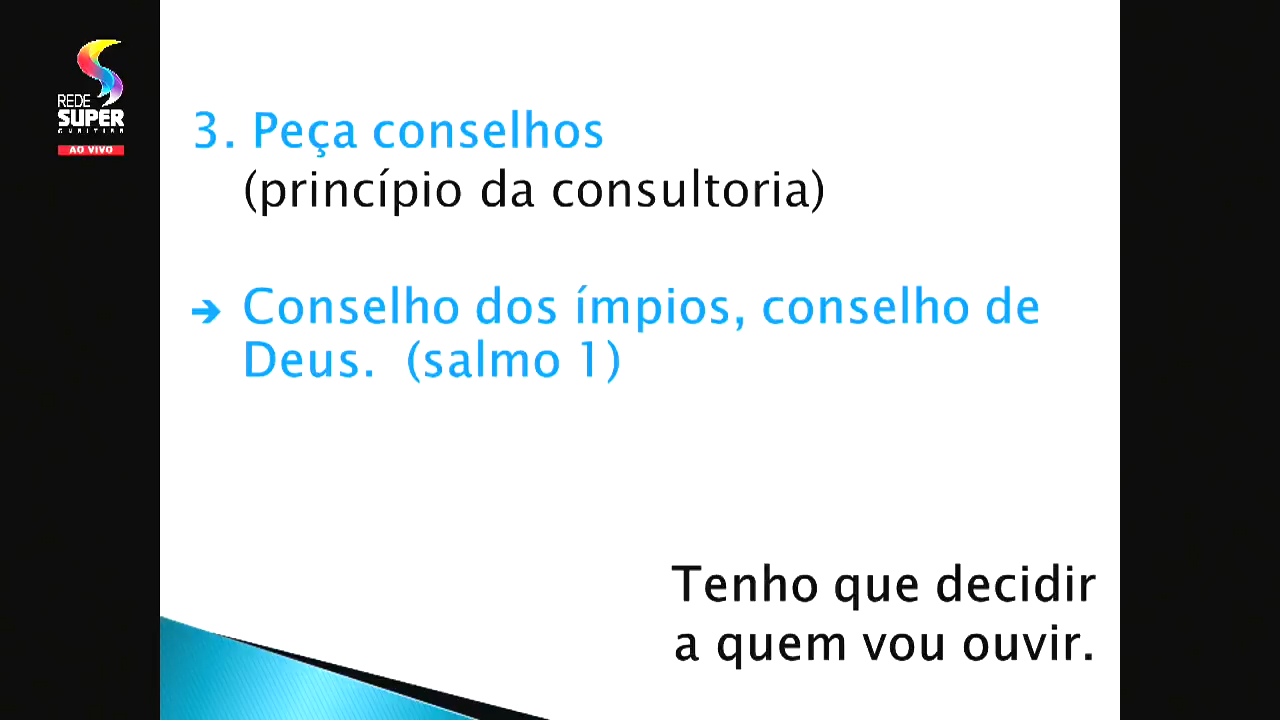 REDE
SUPER
CURITIBA
AO VIVO
3. Peça conselhos
(princípio da consultoria)
➔ Conselho dos ímpios, conselho de
Deus. (salmo 1)
Tenho que decidir
a quem vou ouvir.